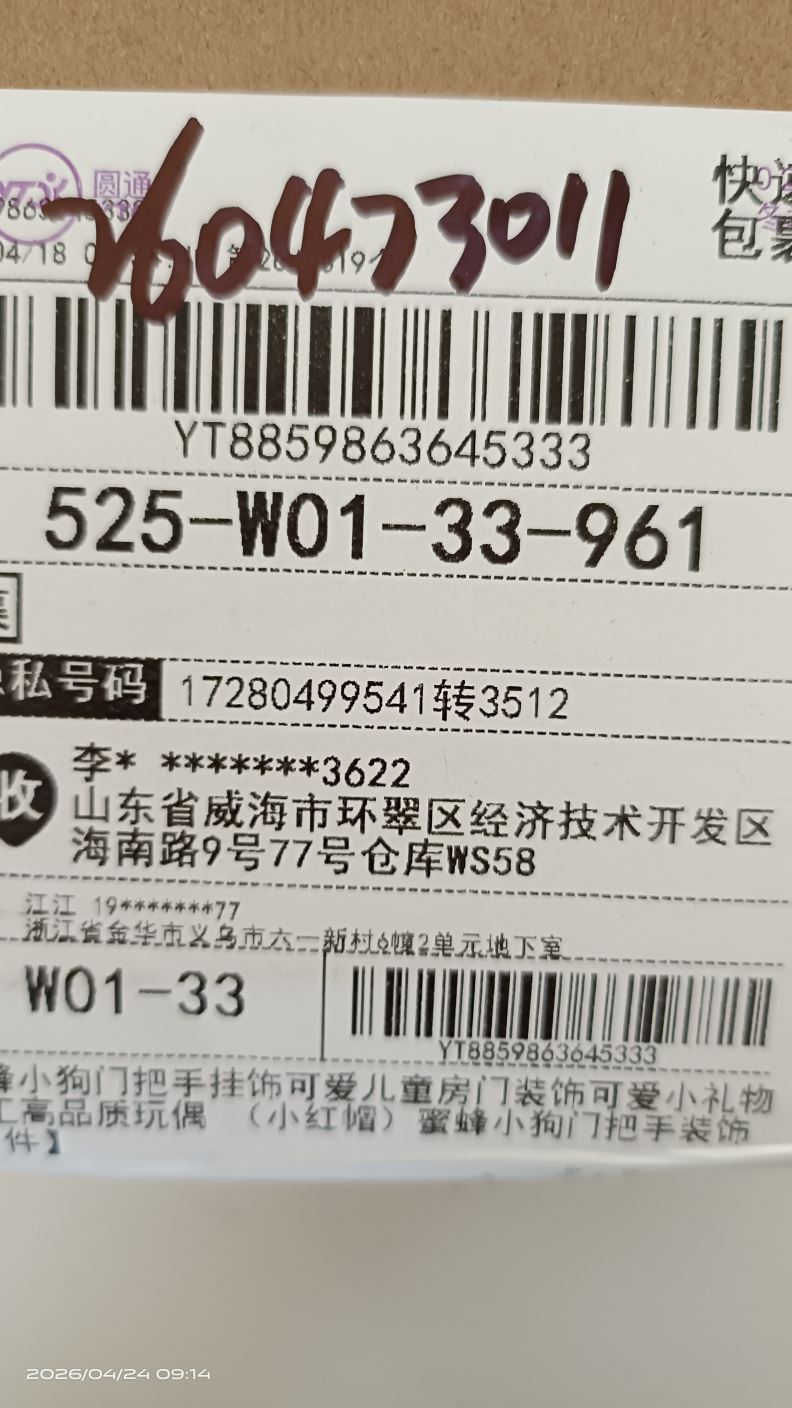 圆通
快递
包裹
260473011
04/18
YT8859863645333
525-W01-33-961
私号码 17280499541转3512
收
李* *******3622
山东省威海市环翠区经济技术开发区
海南路9号77号仓库WS58
江江 19*******77
浙江省金华市义乌市六一新村6幢2单元地下室
W01-33
YT8859863645333
蜂小狗门把手挂饰可爱儿童房门装饰可爱小礼物
工高品质玩偶 （小红帽）蜜蜂小狗门把手装饰
件】
2026/04/24 09:14